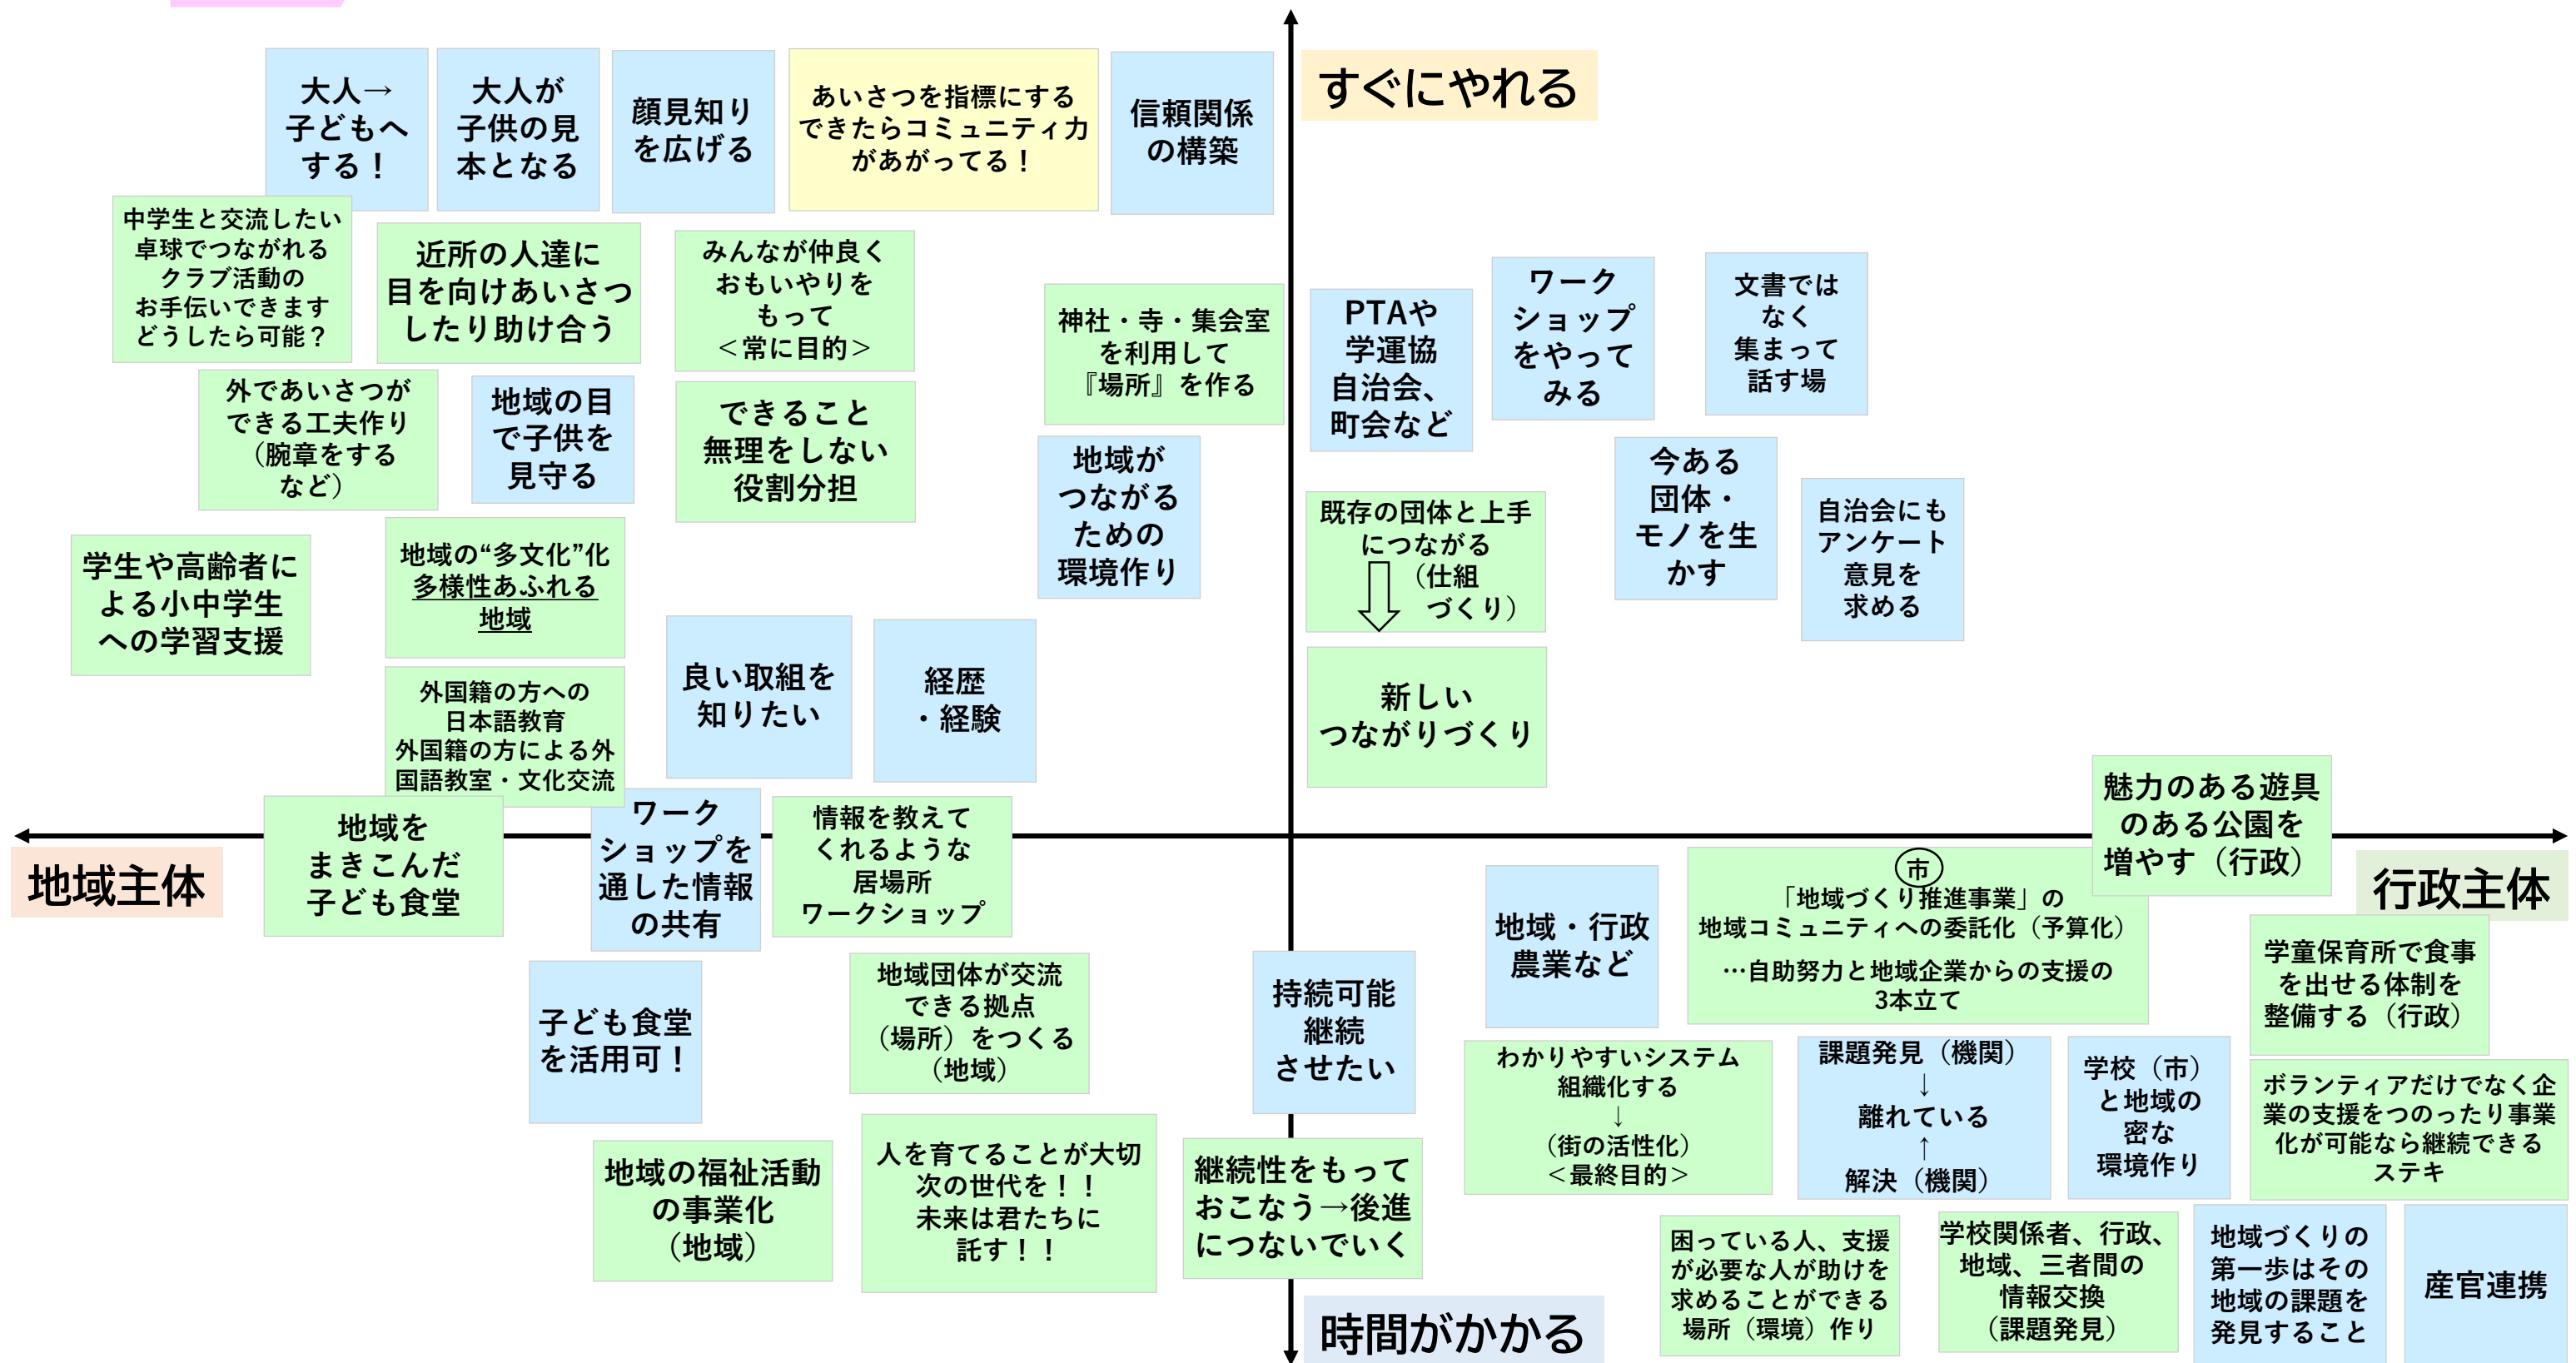 すぐにやれる
大人→
子どもへ
する！
大人が
子供の見
本となる
顔見知り
を広げる
あいさつを指標にする
できたらコミュニティ力
があがってる！
信頼関係
の構築
中学生と交流したい
卓球でつながれる
クラブ活動の
お手伝いできます
どうしたら可能？
近所の人達に
目を向けあいさつ
したり助け合う
みんなが仲良く
おもいやりを
もって
＜常に目的＞
神社・寺・集会室
を利用して
『場所』を作る
PTAや
学運協
自治会、
町会など
ワーク
ショップ
をやって
みる
文書では
なく
集まって
話す場
外であいさつが
できる工夫作り
（腕章をする
など）
地域の目
で子供を
見守る
できること
無理をしない
役割分担
地域が
つながる
ための
環境作り
既存の団体と上手
につながる
（仕組
づくり）
今ある
団体・
モノを生
かす
自治会にも
アンケート
意見を
求める
学生や高齢者に
よる小中学生
への学習支援
地域の“多文化”化
多様性あふれる
地域
外国籍の方への
日本語教育
外国籍の方による外
国語教室・文化交流
良い取組を
知りたい
経歴
・経験
新しい
つながりづくり
魅力のある遊具
のある公園を
増やす（行政）
地域主体
地域を
まきこんだ
子ども食堂
ワーク
ショップを
通した情報
の共有
情報を教えて
くれるような
居場所
ワークショップ
行政主体
地域・行政
農業など
市
「地域づくり推進事業」の
地域コミュニティへの委託化（予算化）
…自助努力と地域企業からの支援の
3本立て
学童保育所で食事
を出せる体制を
整備する（行政）
子ども食堂
を活用可！
地域団体が交流
できる拠点
（場所）をつくる
（地域）
持続可能
継続
させたい
わかりやすいシステム
組織化する
↓
（街の活性化）
＜最終目的＞
課題発見（機関）
↓
離れている
↑
解決（機関）
学校（市）
と地域の
密な
環境作り
ボランティアだけでなく企
業の支援をつのったり事業
化が可能なら継続できる
ステキ
地域の福祉活動
の事業化
（地域）
人を育てることが大切
次の世代を！！
未来は君たちに
託す！！
継続性をもって
おこなう→後進
につないでいく
困っている人、支援
が必要な人が助けを
求めることができる
場所（環境）作り
学校関係者、行政、
地域、三者間の
情報交換
（課題発見）
地域づくりの
第一歩はその
地域の課題を
発見すること
産官連携
時間がかかる